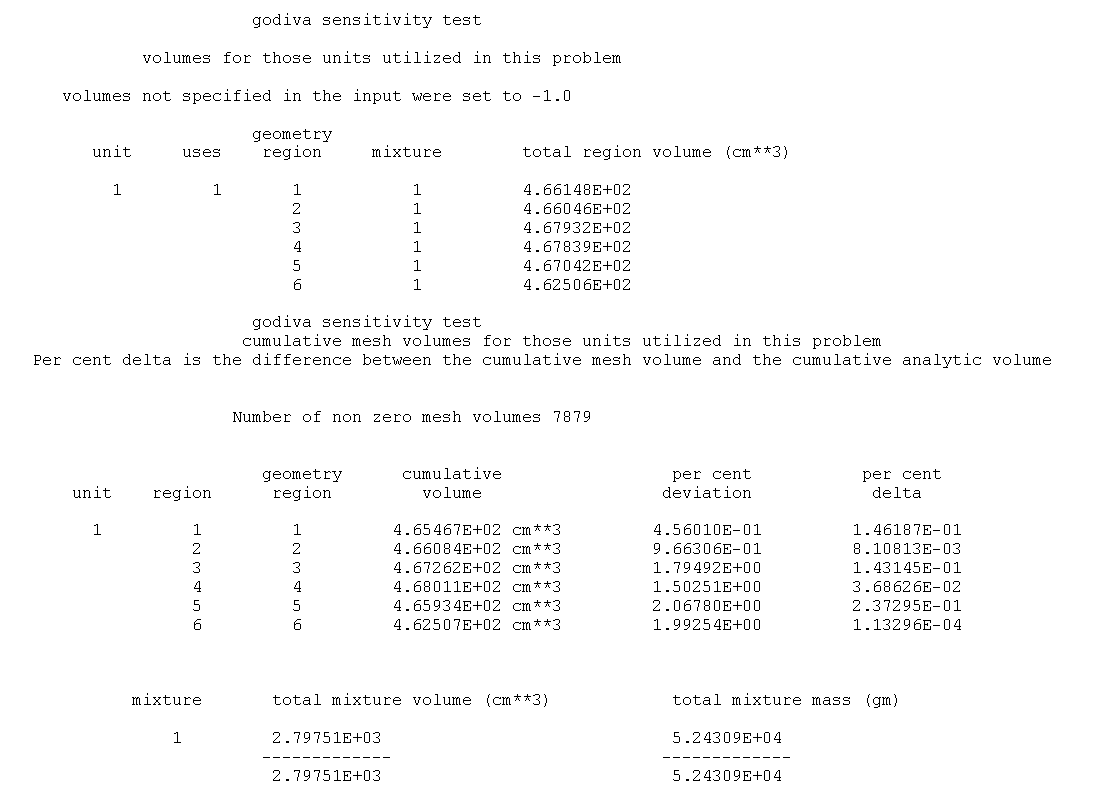 godiva sensitivity test
volumes for those units utilized in this problem
volumes not specified in the input were set to -1.0
geometry
unit uses region mixture total region volume (cm**3)
1 1 1 1 4.66148E+02
2 1 4.66046E+02
3 1 4.67932E+02
4 1 4.67839E+02
5 1 4.67042E+02
6 1 4.62506E+02
godiva sensitivity test
cumulative mesh volumes for those units utilized in this problem
Per cent delta is the difference between the cumulative mesh volume and the cumulative analytic volume
Number of non zero mesh volumes 7879
geometry cumulative per cent per cent
unit region region volume deviation delta
1 1 1 4.65467E+02 cm**3 4.56010E-01 1.46187E-01
2 2 4.66084E+02 cm**3 9.66306E-01 8.10813E-03
3 3 4.67262E+02 cm**3 1.79492E+00 1.43145E-01
4 4 4.68011E+02 cm**3 1.50251E+00 3.68626E-02
5 5 4.65934E+02 cm**3 2.06780E+00 2.37295E-01
6 6 4.62507E+02 cm**3 1.99254E+00 1.13296E-04
mixture total mixture volume (cm**3) total mixture mass (gm)
1 2.79751E+03 5.24309E+04
------------- -------------
2.79751E+03 5.24309E+04